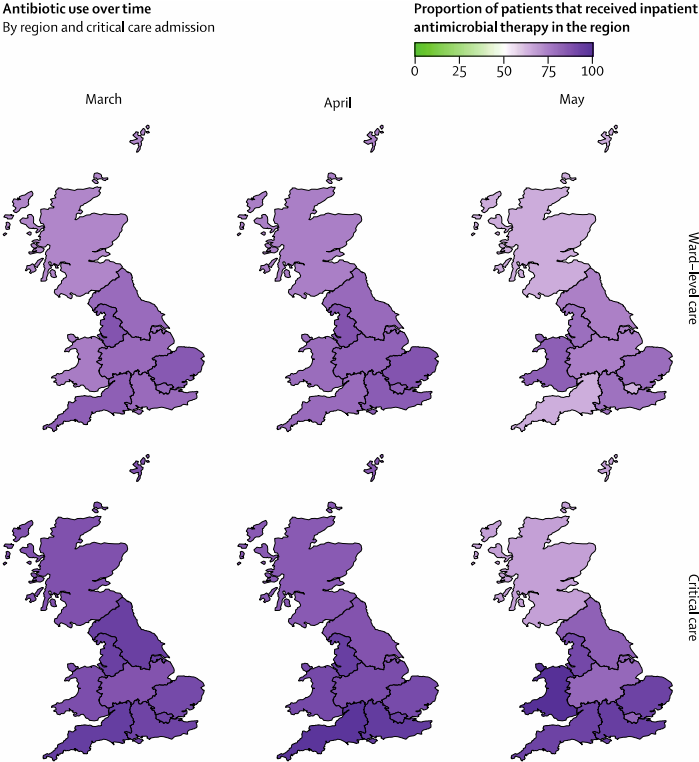 Antibiotic use over time
By region and critical care admission
Proportion of patients that received inpatient
antimicrobial therapy in the region
0 25 50 75 100
March
April
May
Ward–level care
Critical care